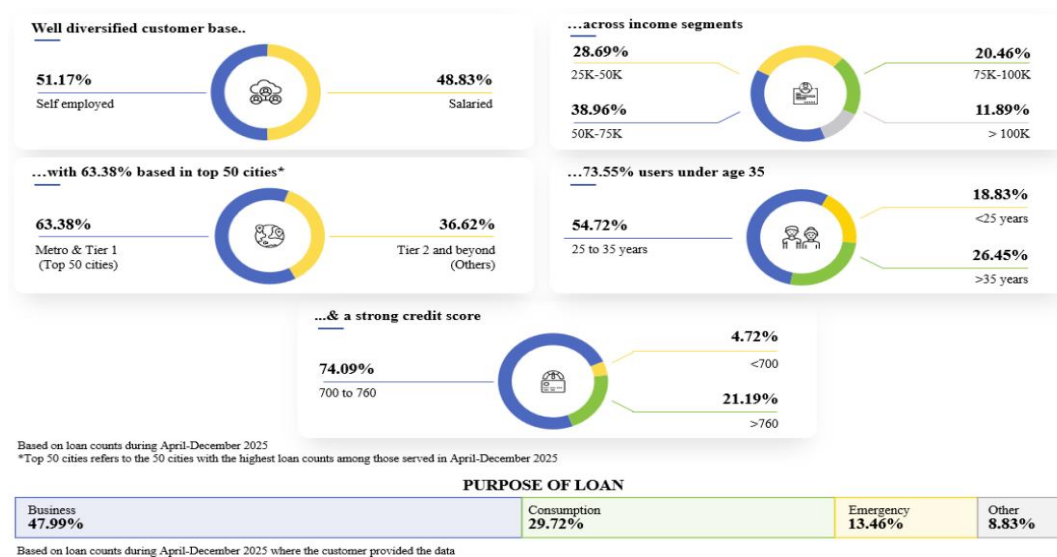 Well diversified customer base..
51.17%
Self employed
48.83%
Salaried
...across income segments
28.69%
25K-50K
38.96%
50K-75K
20.46%
75K-100K
11.89%
> 100K
...with 63.38% based in top 50 cities*
63.38%
Metro & Tier 1
(Top 50 cities)
36.62%
Tier 2 and beyond
(Others)
...73.55% users under age 35
54.72%
25 to 35 years
18.83%
<25 years
26.45%
>35 years
...& a strong credit score
74.09%
700 to 760
4.72%
<700
21.19%
>760
Based on loan counts during April-December 2025
*Top 50 cities refers to the 50 cities with the highest loan counts among those served in April-December 2025
PURPOSE OF LOAN
Business
47.99%
Consumption
29.72%
Emergency
13.46%
Other
8.83%
Based on loan counts during April-December 2025 where the customer provided the data